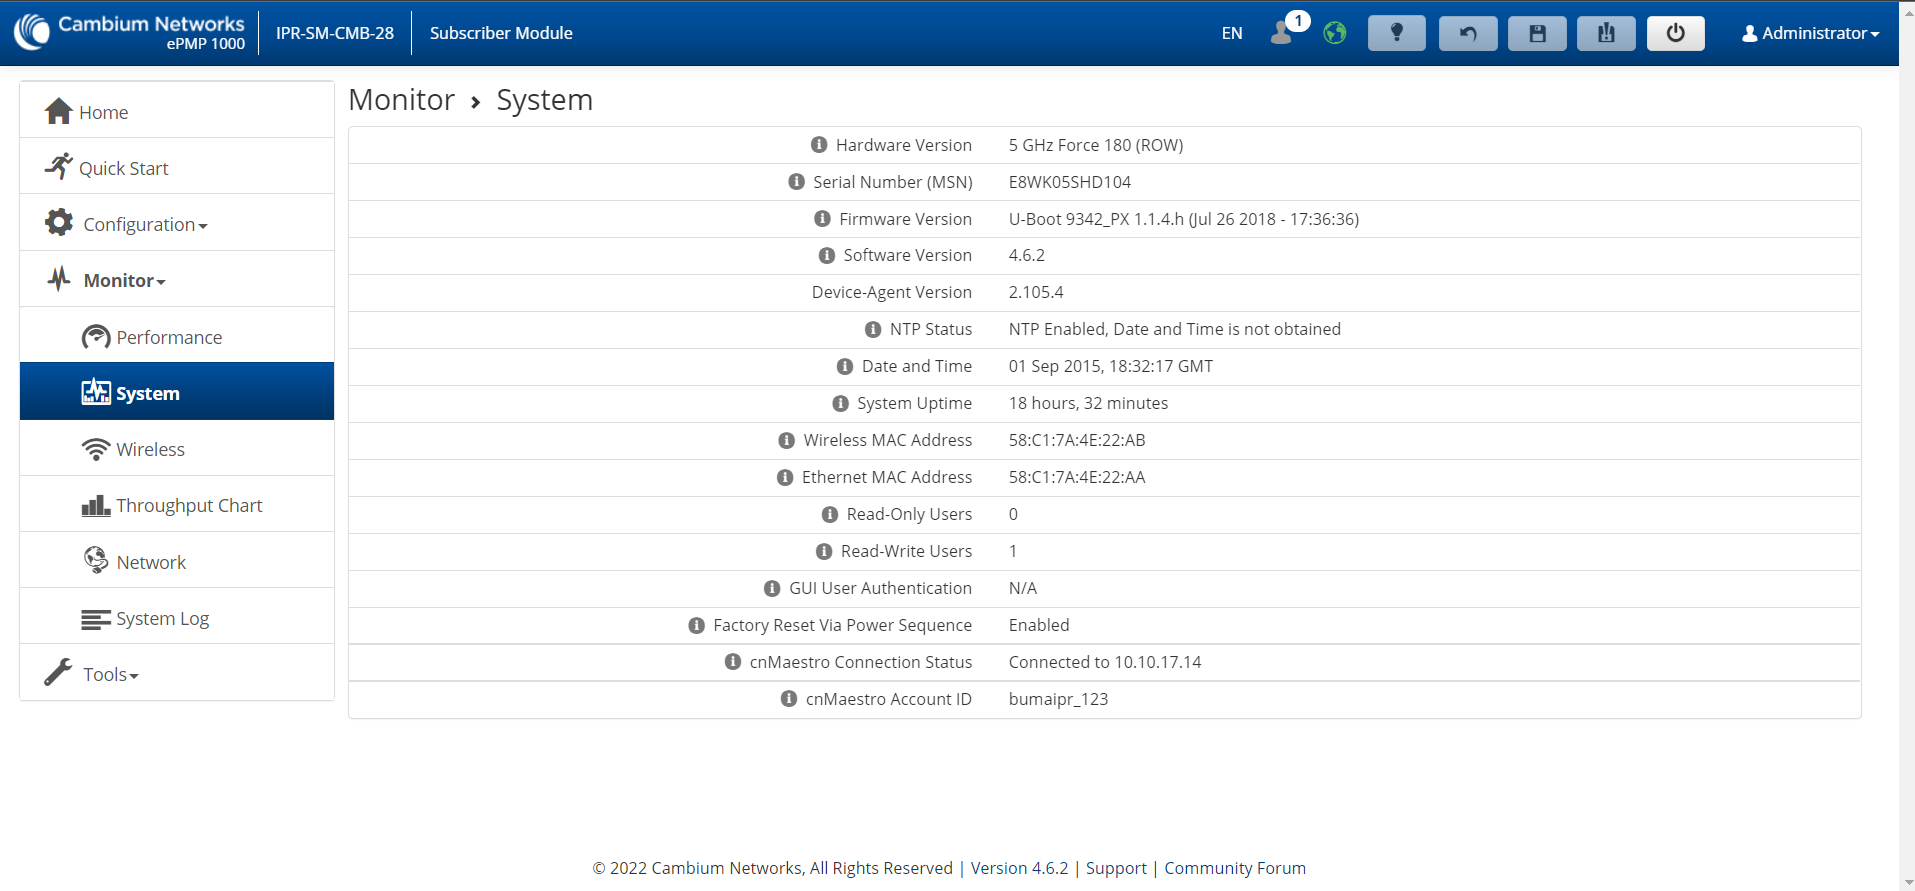 Cambium Networks
ePMP 1000
IPR-SM-CMB-28
Subscriber Module
EN
1
Administrator
Home
Quick Start
Configuration
Monitor
Performance
System
Wireless
Throughput Chart
Network
System Log
Tools
Monitor › System
Hardware Version 5 GHz Force 180 (ROW)
Serial Number (MSN) E8WK05SHD104
Firmware Version U-Boot 9342_PX 1.1.4.h (Jul 26 2018 - 17:36:36)
Software Version 4.6.2
Device-Agent Version 2.105.4
NTP Status NTP Enabled, Date and Time is not obtained
Date and Time 01 Sep 2015, 18:32:17 GMT
System Uptime 18 hours, 32 minutes
Wireless MAC Address 58:C1:7A:4E:22:AB
Ethernet MAC Address 58:C1:7A:4E:22:AA
Read-Only Users 0
Read-Write Users 1
GUI User Authentication N/A
Factory Reset Via Power Sequence Enabled
cnMaestro Connection Status Connected to 10.10.17.14
cnMaestro Account ID bumaipr_123
© 2022 Cambium Networks, All Rights Reserved | Version 4.6.2 | Support | Community Forum